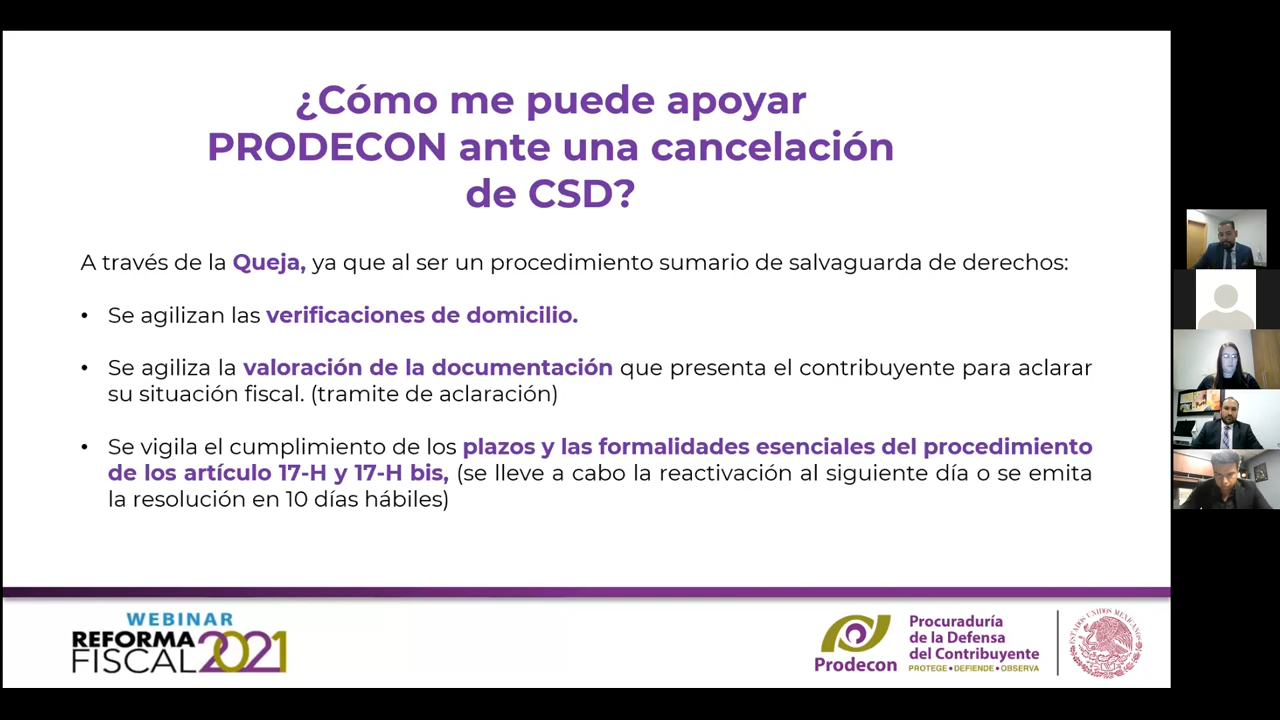 ¿Cómo me puede apoyar
PRODECON ante una cancelación
de CSD?
A través de la Queja, ya que al ser un procedimiento sumario de salvaguarda de derechos:
• Se agilizan las verificaciones de domicilio.
• Se agiliza la valoración de la documentación que presenta el contribuyente para aclarar
su situación fiscal. (tramite de aclaración)
• Se vigila el cumplimiento de los plazos y las formalidades esenciales del procedimiento
de los artículo 17-H y 17-H bis, (se lleve a cabo la reactivación al siguiente día o se emita
la resolución en 10 días hábiles)
WEBINAR
REFORMA
FISCAL 2021
Prodecon
Procuraduría
de la Defensa
del Contribuyente
PROTEGE • DEFIENDE • OBSERVA
ESTADOS UNIDOS MEXICANOS